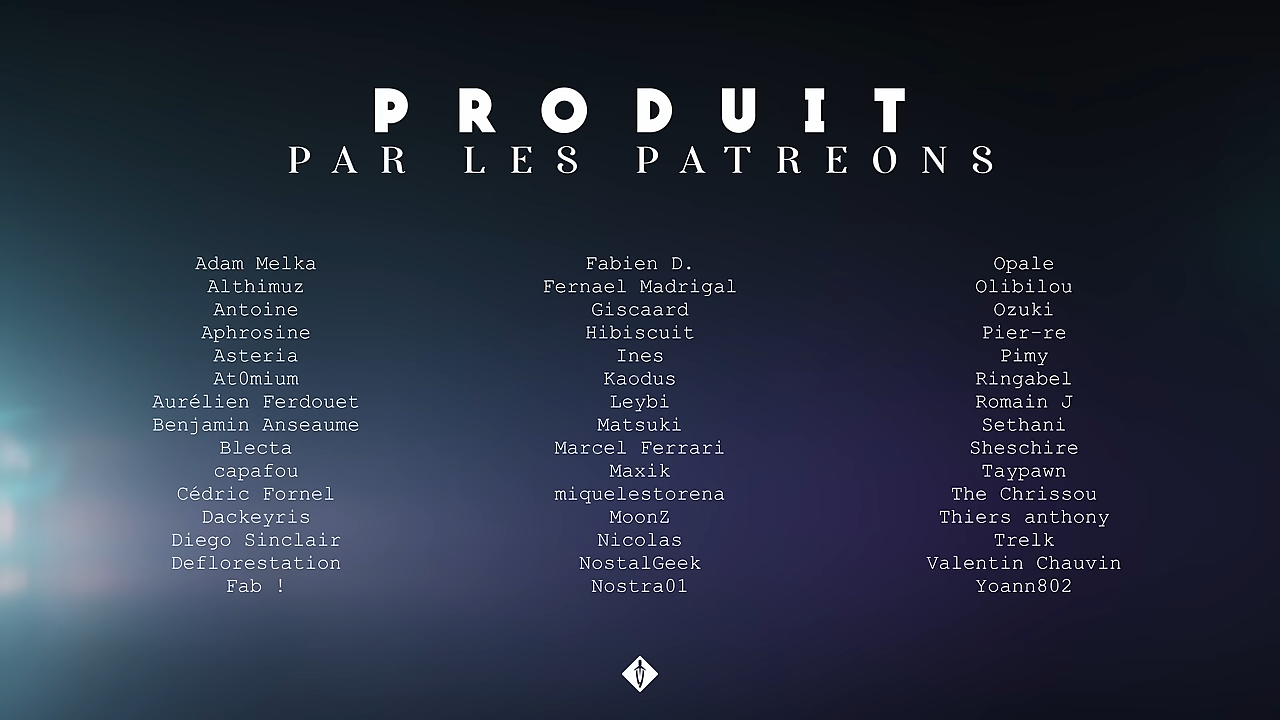 PRODUIT
PAR LES PATREONS
Adam Melka
Althimuz
Antoine
Aphrosine
Asteria
At0mium
Aurélien Ferdouet
Benjamin Anseaume
Blecta
capafou
Cédric Fornel
Dackeyris
Diego Sinclair
Deflorestation
Fab !
Fabien D.
Fernael Madrigal
Giscaard
Hibiscuit
Ines
Kaodus
Leybi
Matsuki
Marcel Ferrari
Maxik
miquelestorena
MoonZ
Nicolas
NostalGeek
Nostra01
Opale
Olibilou
Ozuki
Pier-re
Pimy
Ringabel
Romain J
Sethani
Sheschire
Taypawn
The Chrissou
Thiers anthony
Trelk
Valentin Chauvin
Yoann802